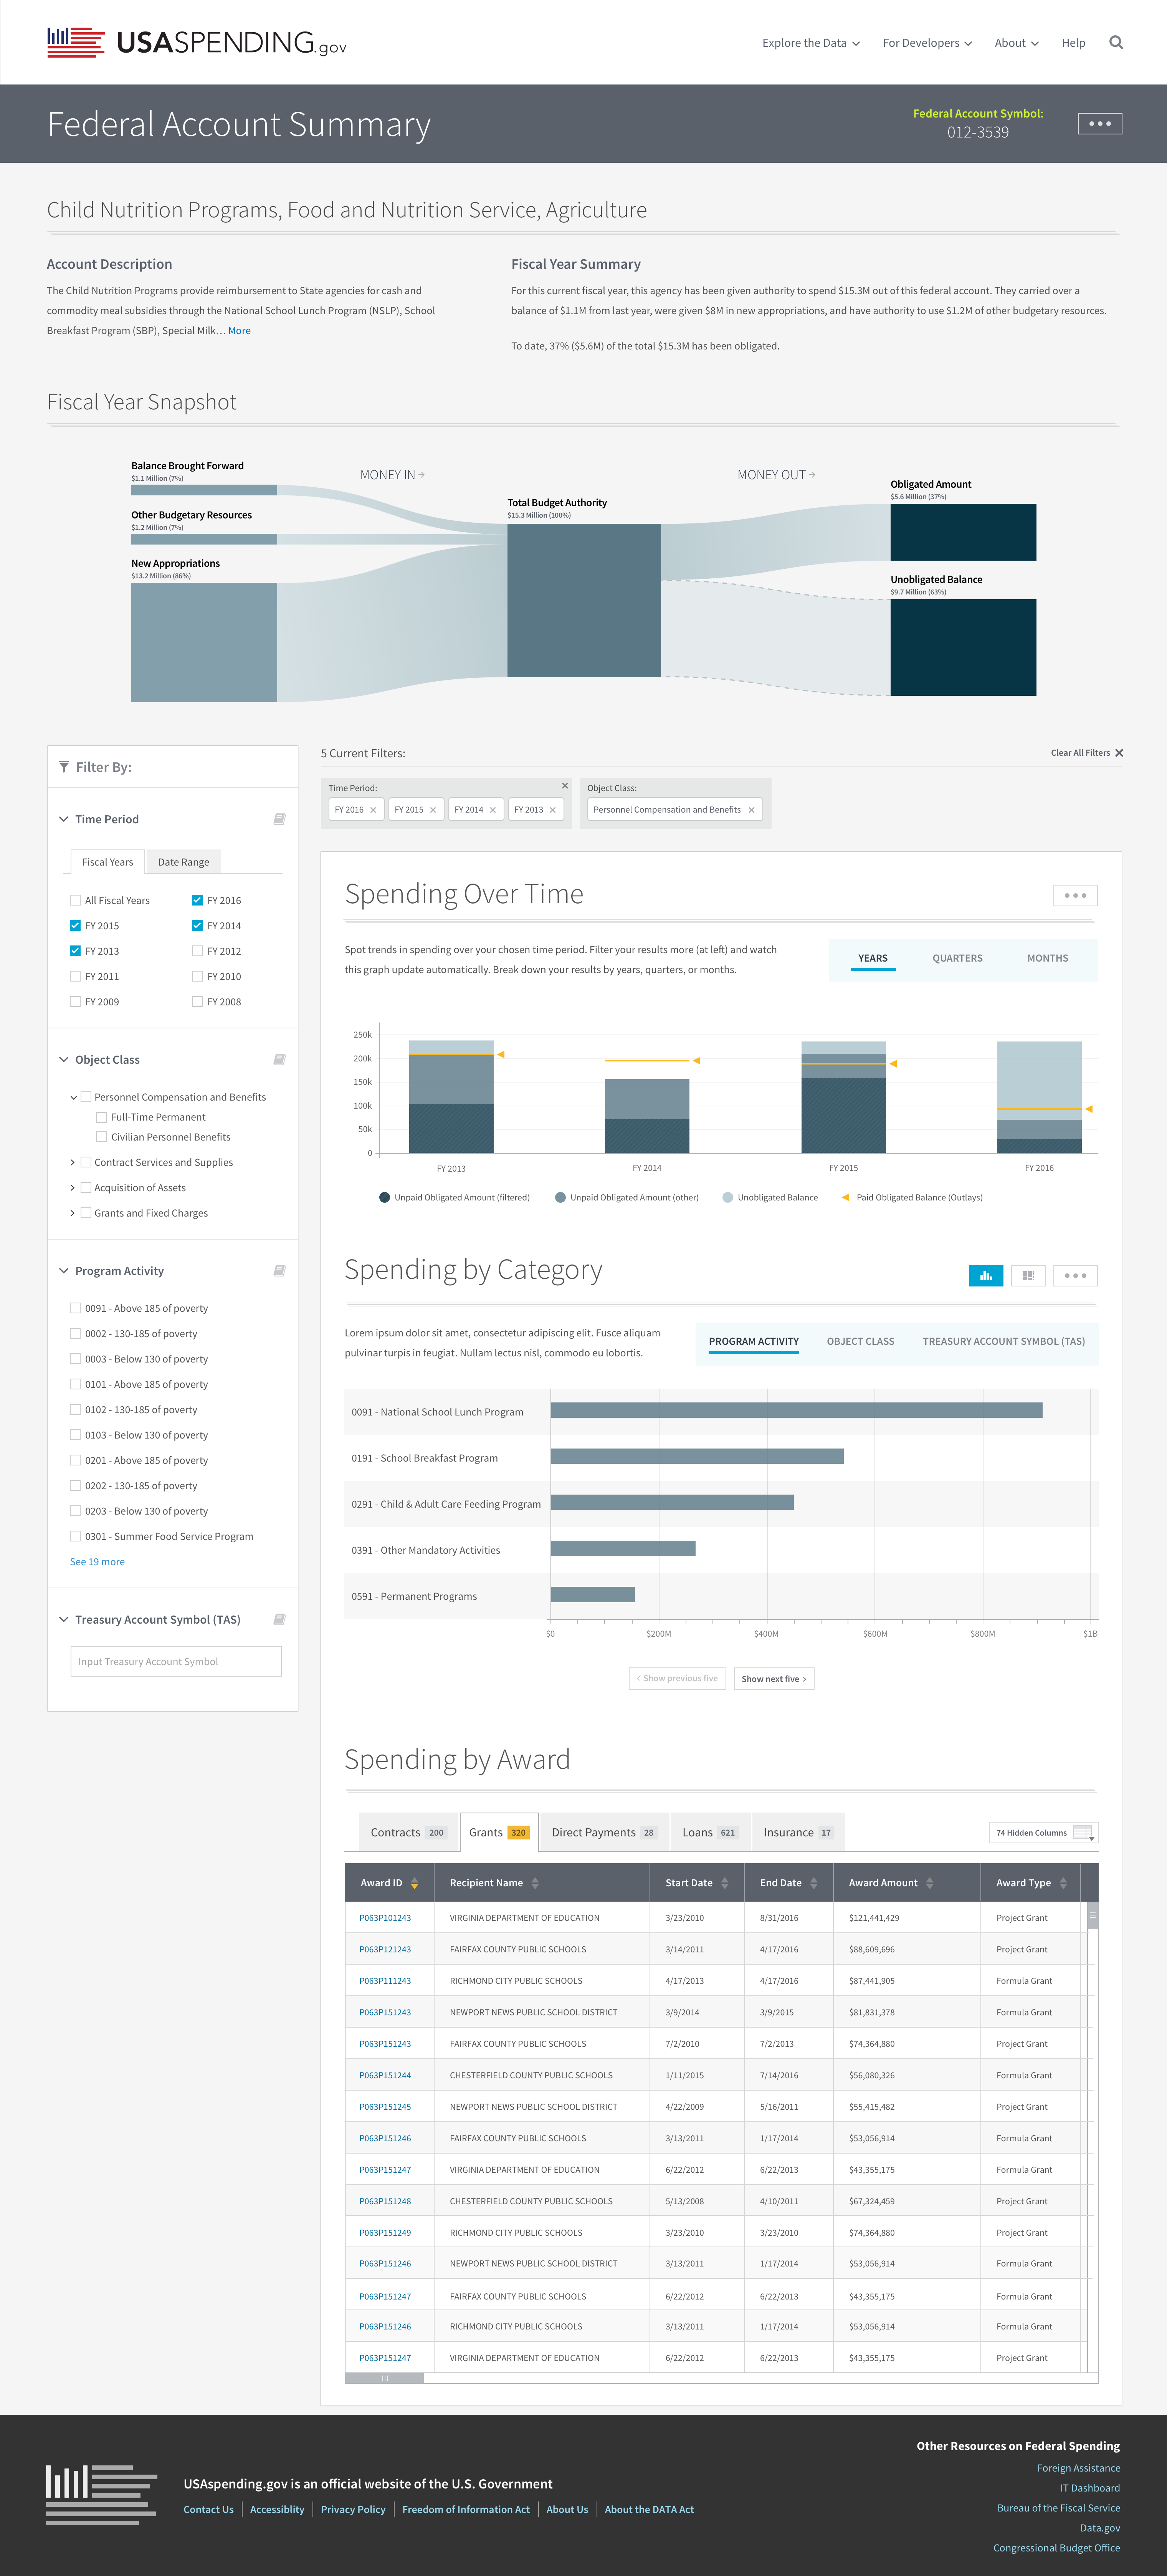 USASPENDING.gov
Explore the Data
For Developers
About
Help
Federal Account Summary
Federal Account Symbol:
012-3539
Child Nutrition Programs, Food and Nutrition Service, Agriculture
Account Description
The Child Nutrition Programs provide reimbursement to State agencies for cash and
commodity meal subsidies through the National School Lunch Program (NSLP), School
Breakfast Program (SBP), Special Milk… More
Fiscal Year Summary
For this current fiscal year, this agency has been given authority to spend $15.3M out of this federal account. They carried over a
balance of $1.1M from last year, were given $8M in new appropriations, and have authority to use $1.2M of other budgetary resources.
To date, 37% ($5.6M) of the total $15.3M has been obligated.
Fiscal Year Snapshot
MONEY IN
MONEY OUT
Balance Brought Forward
$1.1 Million (7%)
Other Budgetary Resources
$1.2 Million (7%)
New Appropriations
$13.2 Million (86%)
Total Budget Authority
$15.3 Million (100%)
Obligated Amount
$5.6 Million (37%)
Unobligated Balance
$9.7 Million (63%)
Filter By:
Time Period
Fiscal Years
Date Range
All Fiscal Years
FY 2016
FY 2015
FY 2014
FY 2013
FY 2012
FY 2011
FY 2010
FY 2009
FY 2008
Object Class
Personnel Compensation and Benefits
Full-Time Permanent
Civilian Personnel Benefits
Contract Services and Supplies
Acquisition of Assets
Grants and Fixed Charges
Program Activity
0091 - Above 185 of poverty
0002 - 130-185 of poverty
0003 - Below 130 of poverty
0101 - Above 185 of poverty
0102 - 130-185 of poverty
0103 - Below 130 of poverty
0201 - Above 185 of poverty
0202 - 130-185 of poverty
0203 - Below 130 of poverty
0301 - Summer Food Service Program
See 19 more
Treasury Account Symbol (TAS)
Input Treasury Account Symbol
5 Current Filters:
Clear All Filters
Time Period:
FY 2016
FY 2015
FY 2014
FY 2013
Object Class:
Personnel Compensation and Benefits
Spending Over Time
Spot trends in spending over your chosen time period. Filter your results more (at left) and watch
this graph update automatically. Break down your results by years, quarters, or months.
YEARS
QUARTERS
MONTHS
250k
200k
150k
100k
50k
0
FY 2013
FY 2014
FY 2015
FY 2016
Unpaid Obligated Amount (filtered)
Unpaid Obligated Amount (other)
Unobligated Balance
Paid Obligated Balance (Outlays)
Spending by Category
Lorem ipsum dolor sit amet, consectetur adipiscing elit. Fusce aliquam
pulvinar turpis in feugiat. Nullam lectus nisl, commodo eu lobortis.
PROGRAM ACTIVITY
OBJECT CLASS
TREASURY ACCOUNT SYMBOL (TAS)
0091 - National School Lunch Program
0191 - School Breakfast Program
0291 - Child & Adult Care Feeding Program
0391 - Other Mandatory Activities
0591 - Permanent Programs
$0
$200M
$400M
$600M
$800M
$1B
Show previous five
Show next five
Spending by Award
Contracts 200
Grants 320
Direct Payments 28
Loans 621
Insurance 17
74 Hidden Columns
Award ID Recipient Name Start Date End Date Award Amount Award Type
P063P101243 VIRGINIA DEPARTMENT OF EDUCATION 3/23/2010 8/31/2016 $121,441,429 Project Grant
P063P121243 FAIRFAX COUNTY PUBLIC SCHOOLS 3/14/2011 4/17/2016 $88,609,696 Project Grant
P063P111243 RICHMOND CITY PUBLIC SCHOOLS 4/17/2013 4/17/2016 $87,441,905 Formula Grant
P063P151243 NEWPORT NEWS PUBLIC SCHOOL DISTRICT 3/9/2014 3/9/2015 $81,831,378 Formula Grant
P063P151243 FAIRFAX COUNTY PUBLIC SCHOOLS 7/2/2010 7/2/2013 $74,364,880 Project Grant
P063P151244 CHESTERFIELD COUNTY PUBLIC SCHOOLS 1/11/2015 7/14/2016 $56,080,326 Formula Grant
P063P151245 NEWPORT NEWS PUBLIC SCHOOL DISTRICT 4/22/2009 5/16/2011 $55,415,482 Project Grant
P063P151246 FAIRFAX COUNTY PUBLIC SCHOOLS 3/13/2011 1/17/2014 $53,056,914 Formula Grant
P063P151247 VIRGINIA DEPARTMENT OF EDUCATION 6/22/2012 6/22/2013 $43,355,175 Formula Grant
P063P151248 CHESTERFIELD COUNTY PUBLIC SCHOOLS 5/13/2008 4/10/2011 $67,324,459 Project Grant
P063P151249 RICHMOND CITY PUBLIC SCHOOLS 3/23/2010 3/23/2010 $74,364,880 Project Grant
P063P151246 NEWPORT NEWS PUBLIC SCHOOL DISTRICT 3/13/2011 1/17/2014 $53,056,914 Formula Grant
P063P151247 FAIRFAX COUNTY PUBLIC SCHOOLS 6/22/2012 6/22/2013 $43,355,175 Formula Grant
P063P151246 RICHMOND CITY PUBLIC SCHOOLS 3/13/2011 1/17/2014 $53,056,914 Formula Grant
P063P151247 VIRGINIA DEPARTMENT OF EDUCATION 6/22/2012 6/22/2013 $43,355,175 Project Grant
USAspending.gov is an official website of the U.S. Government
Contact Us
Accessiblity
Privacy Policy
Freedom of Information Act
About Us
About the DATA Act
Other Resources on Federal Spending
Foreign Assistance
IT Dashboard
Bureau of the Fiscal Service
Data.gov
Congressional Budget Office